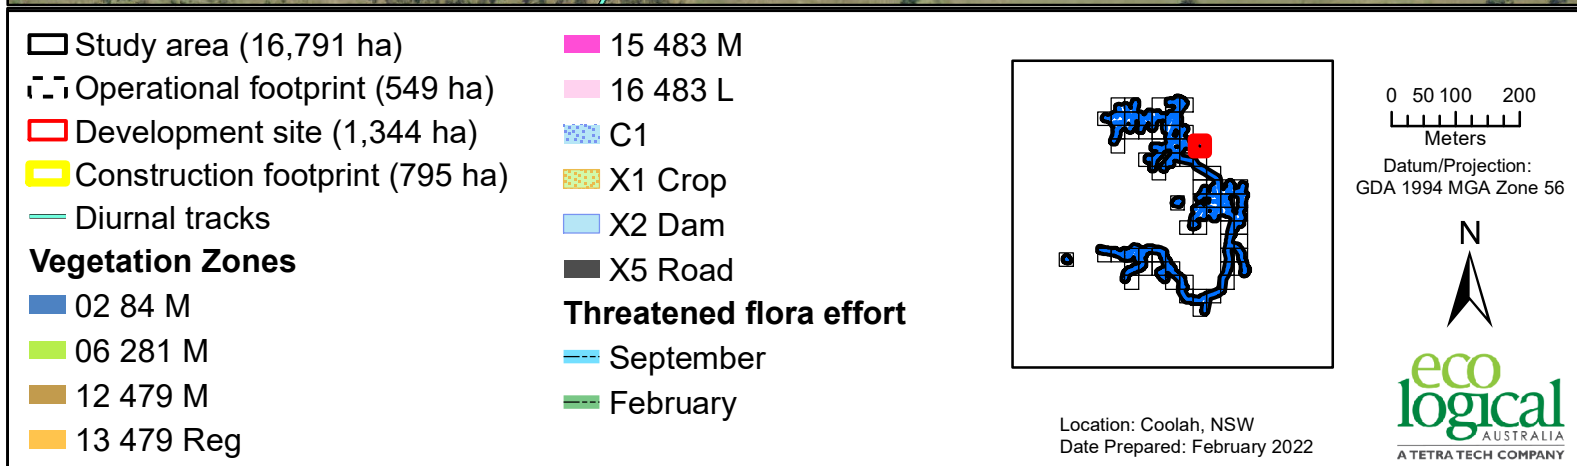 Study area (16,791 ha)
Operational footprint (549 ha)
Development site (1,344 ha)
Construction footprint (795 ha)
Diurnal tracks
Vegetation Zones
02 84 M
06 281 M
12 479 M
13 479 Reg
15 483 M
16 483 L
C1
X1 Crop
X2 Dam
X5 Road
Threatened flora effort
September
February
Location: Coolah, NSW
Date Prepared: February 2022
0 50 100 200
Meters
Datum/Projection:
GDA 1994 MGA Zone 56
N
eco
logical
AUSTRALIA
A TETRA TECH COMPANY